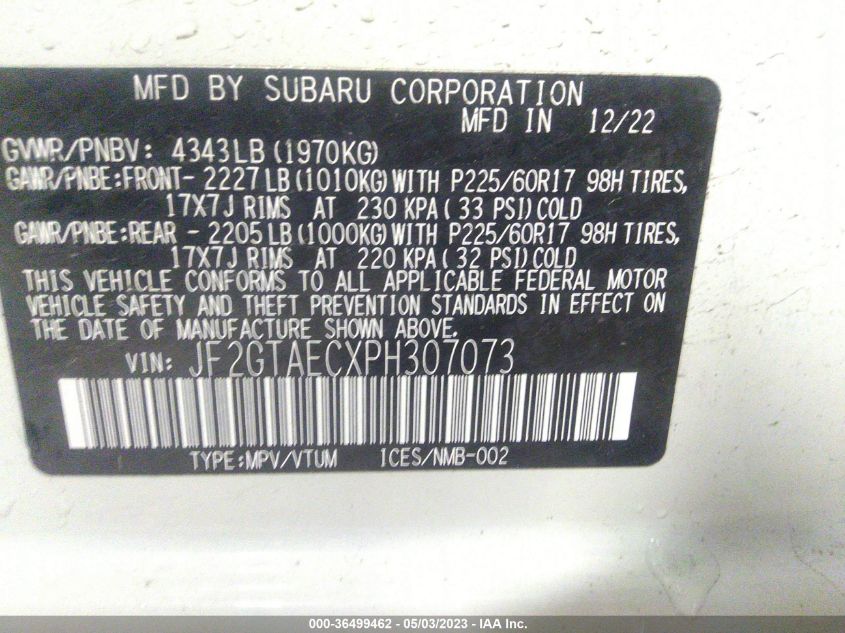 MFD BY SUBARU CORPORATION
MFD IN 12/22
GVWR/PNBV: 4343LB (1970KG)
GAWR/PNBE:FRONT- 2227LB (1010KG) WITH P225/60R17 98H TIRES,
17X7J RIMS AT 230 KPA (33 PSI) COLD
GAWR/PNBE:REAR - 2205LB (1000KG) WITH P225/60R17 98H TIRES,
17X7J RIMS AT 220 KPA (32 PSI) COLD
THIS VEHICLE CONFORMS TO ALL APPLICABLE FEDERAL MOTOR
VEHICLE SAFETY AND THEFT PREVENTION STANDARDS IN EFFECT ON
THE DATE OF MANUFACTURE SHOWN ABOVE.
VIN: JF2GTAECXPH307073
TYPE:MPV/VTUM ICES/NMB-002
000-36499462 - 05/03/2023 - IAA Inc.